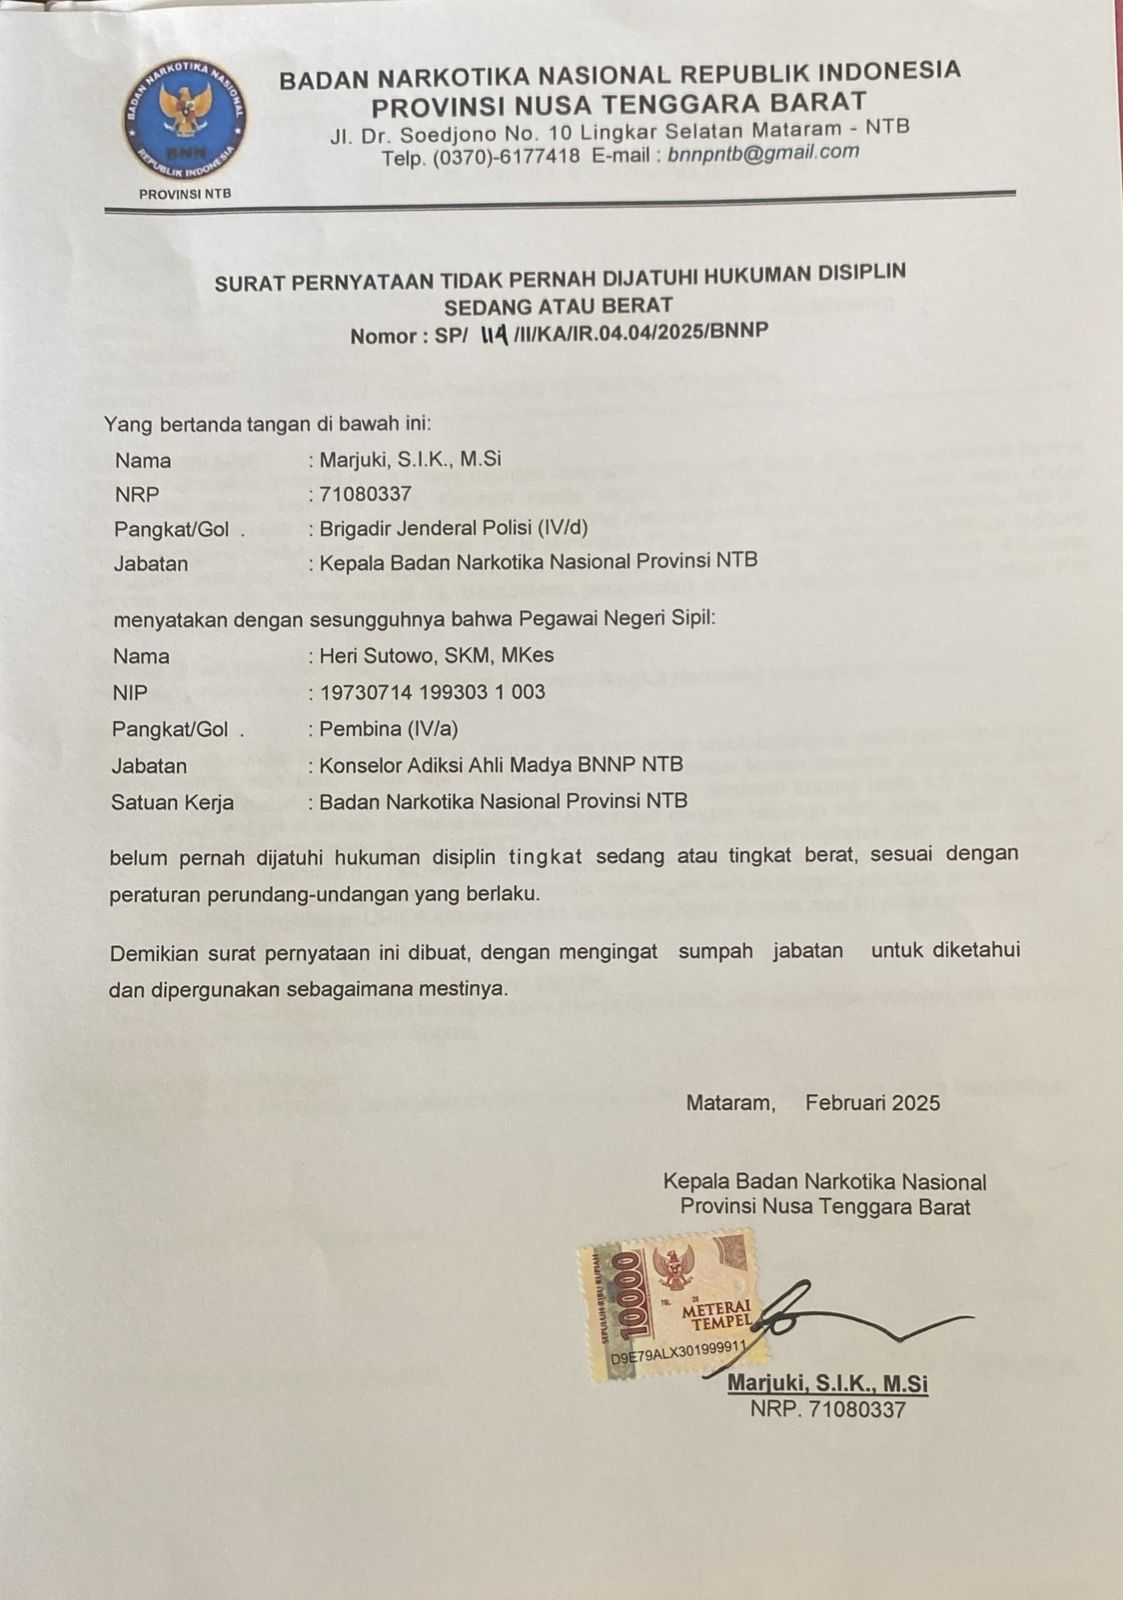 BADAN NARKOTIKA NASIONAL
BNN
REPUBLIK INDONESIA
PROVINSI NTB
BADAN NARKOTIKA NASIONAL REPUBLIK INDONESIA
PROVINSI NUSA TENGGARA BARAT
Jl. Dr. Soedjono No. 10 Lingkar Selatan Mataram - NTB
Telp. (0370)-6177418 E-mail : bnnpntb@gmail.com
SURAT PERNYATAAN TIDAK PERNAH DIJATUHI HUKUMAN DISIPLIN
SEDANG ATAU BERAT
Nomor : SP/ 114 /II/KA/IR.04.04/2025/BNNP
Yang bertanda tangan di bawah ini:
Nama : Marjuki, S.I.K., M.Si
NRP : 71080337
Pangkat/Gol . : Brigadir Jenderal Polisi (IV/d)
Jabatan : Kepala Badan Narkotika Nasional Provinsi NTB
menyatakan dengan sesungguhnya bahwa Pegawai Negeri Sipil:
Nama : Heri Sutowo, SKM, MKes
NIP : 19730714 199303 1 003
Pangkat/Gol . : Pembina (IV/a)
Jabatan : Konselor Adiksi Ahli Madya BNNP NTB
Satuan Kerja : Badan Narkotika Nasional Provinsi NTB
belum pernah dijatuhi hukuman disiplin tingkat sedang atau tingkat berat, sesuai dengan
peraturan perundang-undangan yang berlaku.
Demikian surat pernyataan ini dibuat, dengan mengingat sumpah jabatan untuk diketahui
dan dipergunakan sebagaimana mestinya.
Mataram, Februari 2025
Kepala Badan Narkotika Nasional
Provinsi Nusa Tenggara Barat
SEPULUH RIBU RUPIAH
10000
TGL. 20
METERAI
TEMPEL
D9E79ALX301999911
Marjuki, S.I.K., M.Si
NRP. 71080337